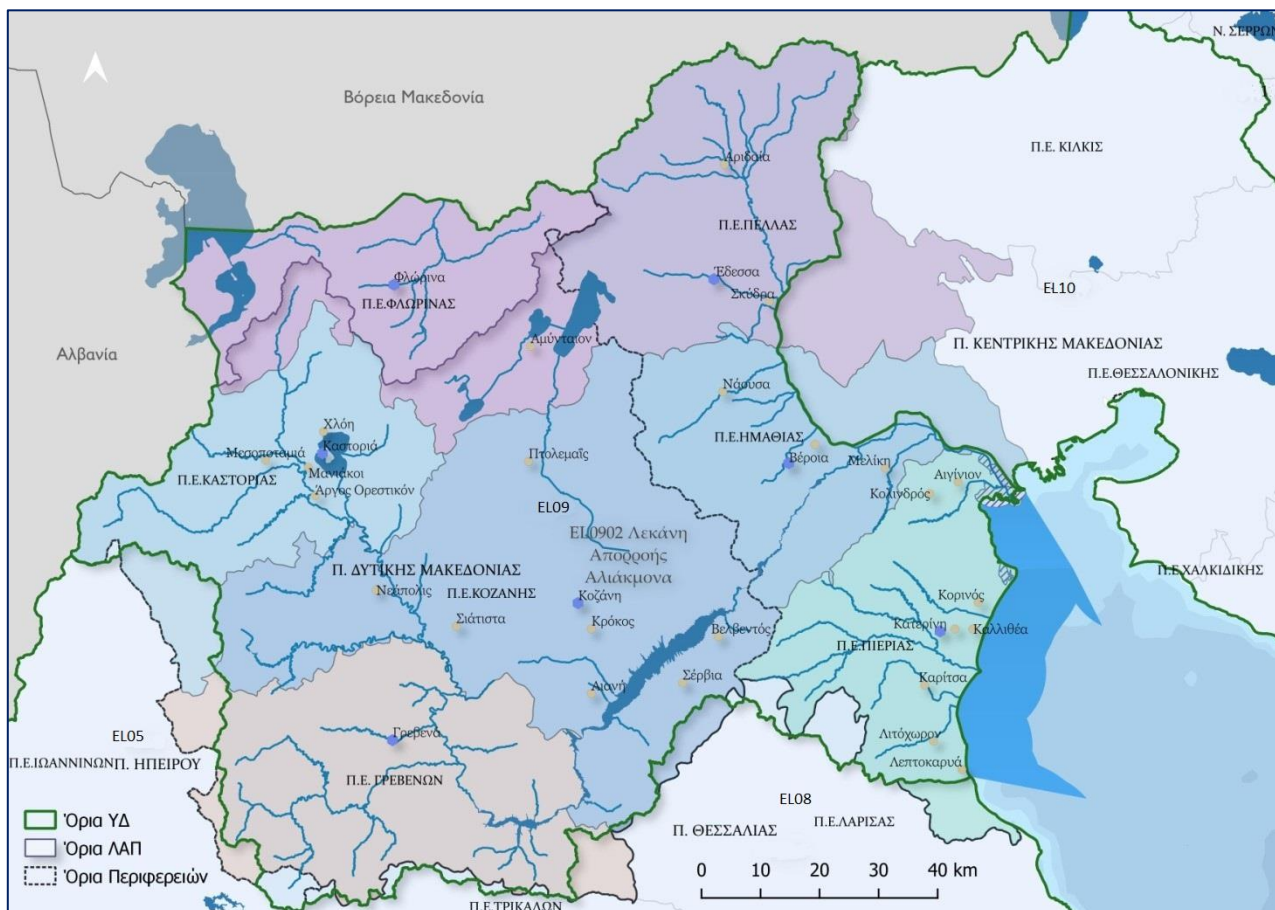 Ν. ΣΕΡΡΩΝ
Βόρεια Μακεδονία
Π.Ε. ΚΙΛΚΙΣ
Αριδαία
Π.Ε.ΠΕΛΛΑΣ
Έδεσσα
Φλώρινα
Σκύδρα
EL10
Π.Ε.ΦΛΩΡΙΝΑΣ
Αμύνταιον
Π. ΚΕΝΤΡΙΚΗΣ ΜΑΚΕΔΟΝΙΑΣ
Αλβανία
Π.Ε.ΘΕΣΣΑΛΟΝΙΚΗΣ
Νάουσα
Χλόη
Π.Ε.ΗΜΑΘΙΑΣ
Καστοριά
Μεσοποταμιά
Πτολεμαΐς
Βέροια
Μελίκη
Μανιάκοι
Π.Ε.ΚΑΣΤΟΡΙΑΣ
Αιγίνιον
Άργος Ορεστικόν
Κολινδρός
EL09
EL0902 Λεκάνη
Απορροής
Αλιάκμονα
Π. ΔΥΤΙΚΗΣ ΜΑΚΕΔΟΝΙΑΣ
Π.Ε.ΧΑΛΚΙΔΙΚΗΣ
Νεάπολις
Π.Ε.ΚΟΖΑΝΗΣ
Κοζάνη
Κορινός
Σιάτιστα
Κρόκος
Βελβεντός
Κατερίνη
Καλλιθέα
Π.Ε.ΠΙΕΡΙΑΣ
Σέρβια
Αιανή
Καρίτσα
EL05
Γρεβενά
Λιτόχωρον
Π.Ε.ΙΩΑΝΝΙΝΩΝ
Π. ΗΠΕΙΡΟΥ
Λεπτοκαρυά
Π.Ε. ΓΡΕΒΕΝΩΝ
EL08
Όρια ΥΔ
Π. ΘΕΣΣΑΛΙΑΣ
Π.Ε.ΛΑΡΙΣΑΣ
Όρια ΛΑΠ
Όρια Περιφερειών
0 10 20 30 40 km
Π.Ε.ΤΡΙΚΑΛΩΝ